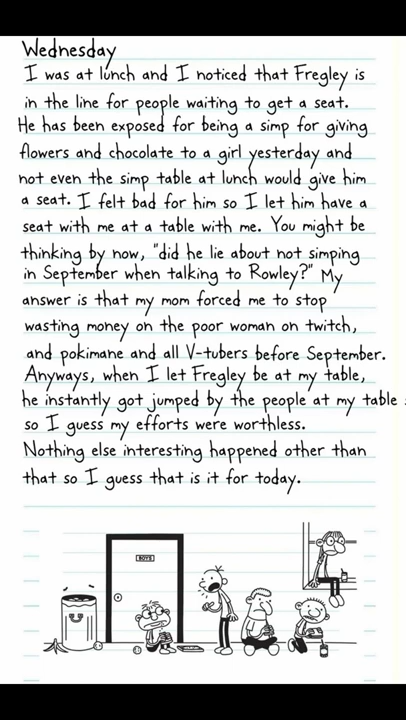 Wednesday
I was at lunch and I noticed that Fregley is
in the line for people waiting to get a seat.
He has been exposed for being a simp for giving
flowers and chocolate to a girl yesterday and
not even the simp table at lunch would give him
a seat. I felt bad for him so I let him have a
seat with me at a table with me. You might be
thinking by now, "did he lie about not simping
in September when talking to Rowley?" My
answer is that my mom forced me to stop
wasting money on the poor woman on twitch,
and pokimane and all V-tubers before September.
Anyways, when I let Fregley be at my table,
he instantly got jumped by the people at my table
so I guess my efforts were worthless.
Nothing else interesting happened other than
that so I guess that is it for today.
BOYS